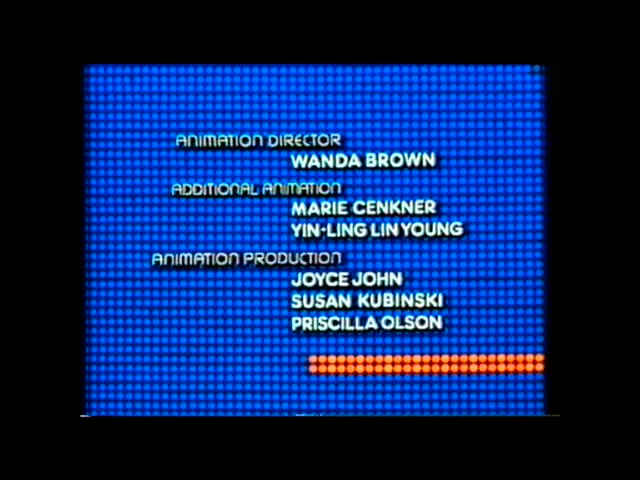 ANIMATION DIRECTOR
WANDA BROWN
ADDITIONAL ANIMATION
MARIE CENKNER
YIN-LING LIN YOUNG
ANIMATION PRODUCTION
JOYCE JOHN
SUSAN KUBINSKI
PRISCILLA OLSON